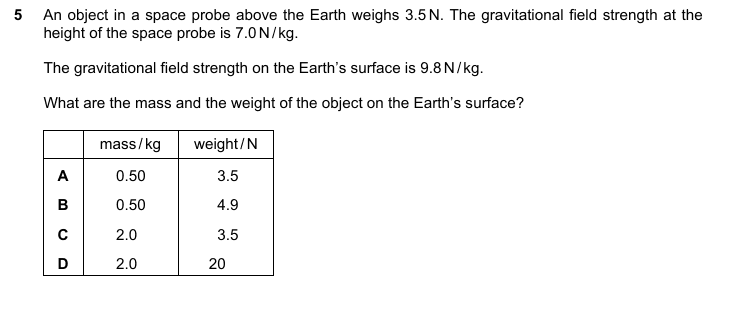 5 An object in a space probe above the Earth weighs 3.5 N. The gravitational field strength at the
height of the space probe is 7.0 N/kg.
The gravitational field strength on the Earth's surface is 9.8 N/kg.
What are the mass and the weight of the object on the Earth's surface?
mass/kg weight/N
A 0.50 3.5
B 0.50 4.9
C 2.0 3.5
D 2.0 20